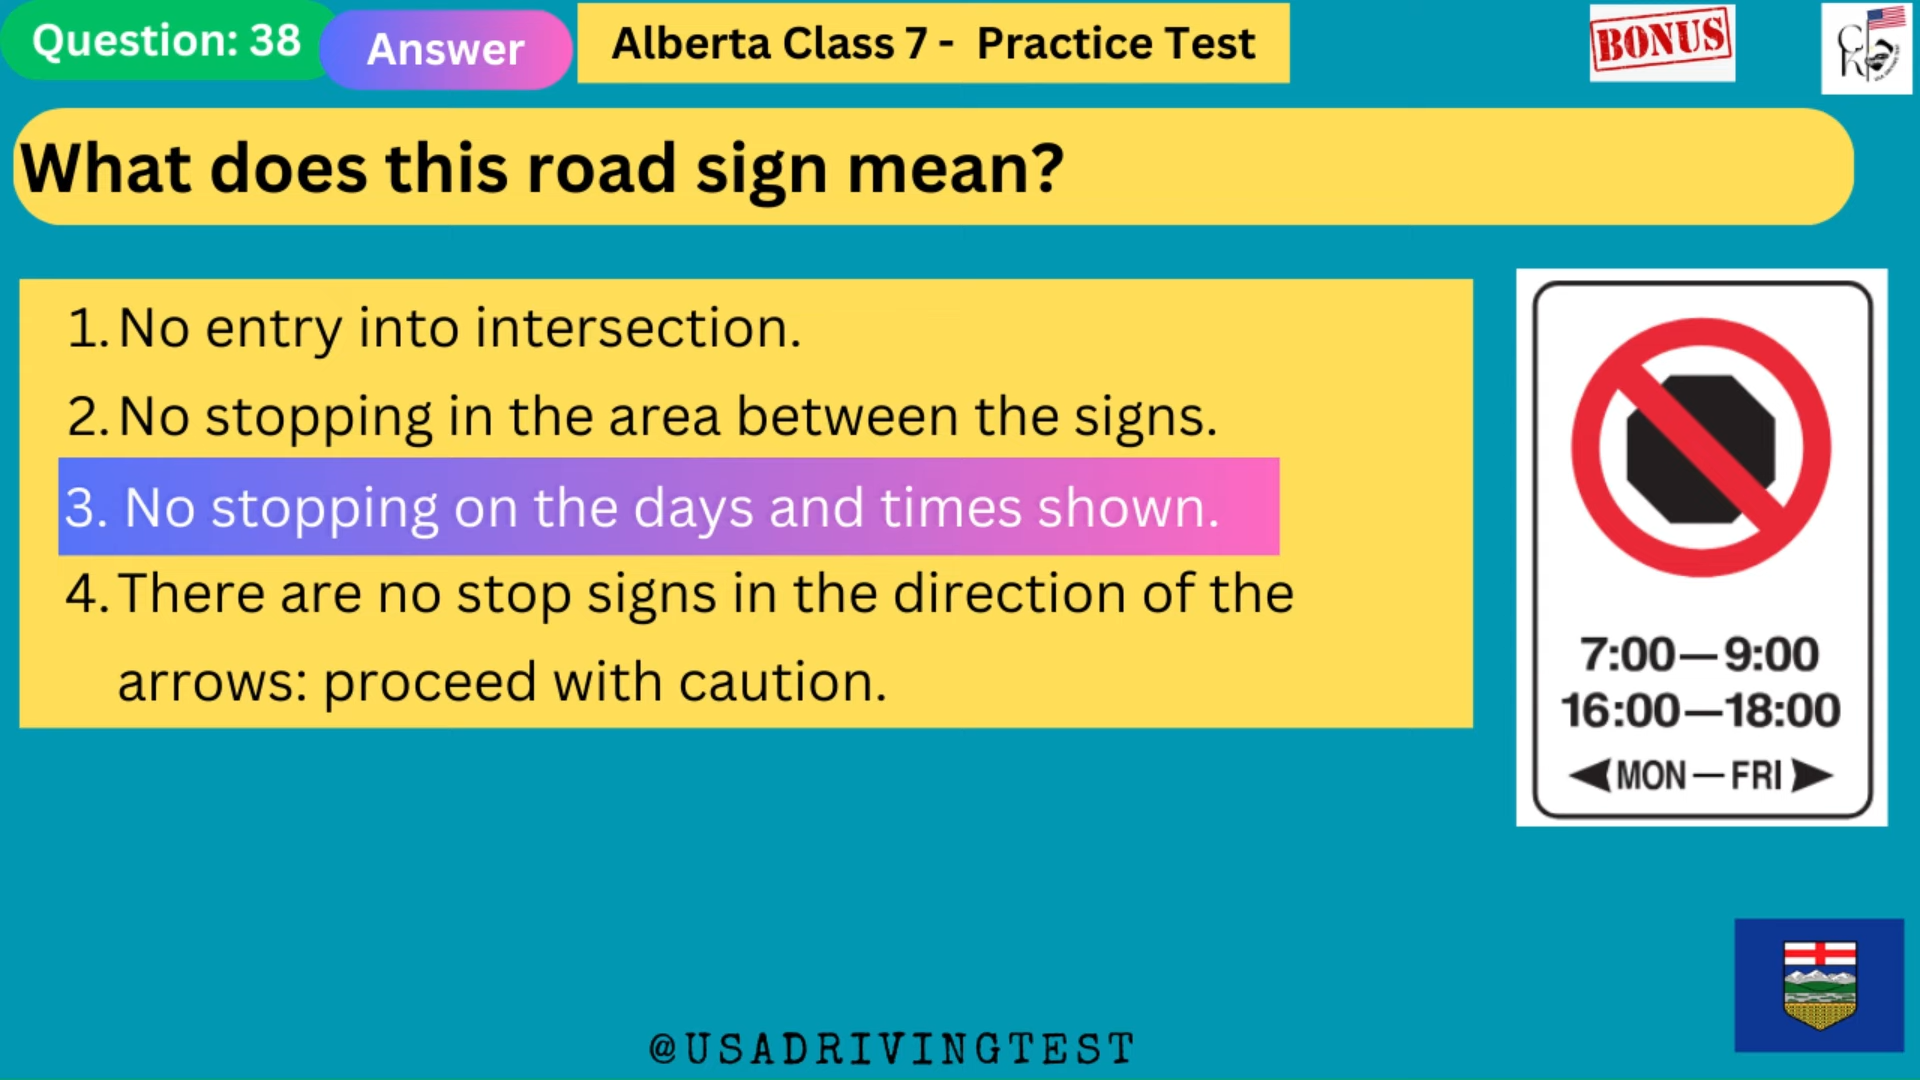 Question: 38
Answer
Alberta Class 7 - Practice Test
BONUS
What does this road sign mean?
1. No entry into intersection.
2. No stopping in the area between the signs.
3. No stopping on the days and times shown.
4. There are no stop signs in the direction of the
arrows: proceed with caution.
7:00—9:00
16:00—18:00
MON — FRI
@USADRIVINGTEST